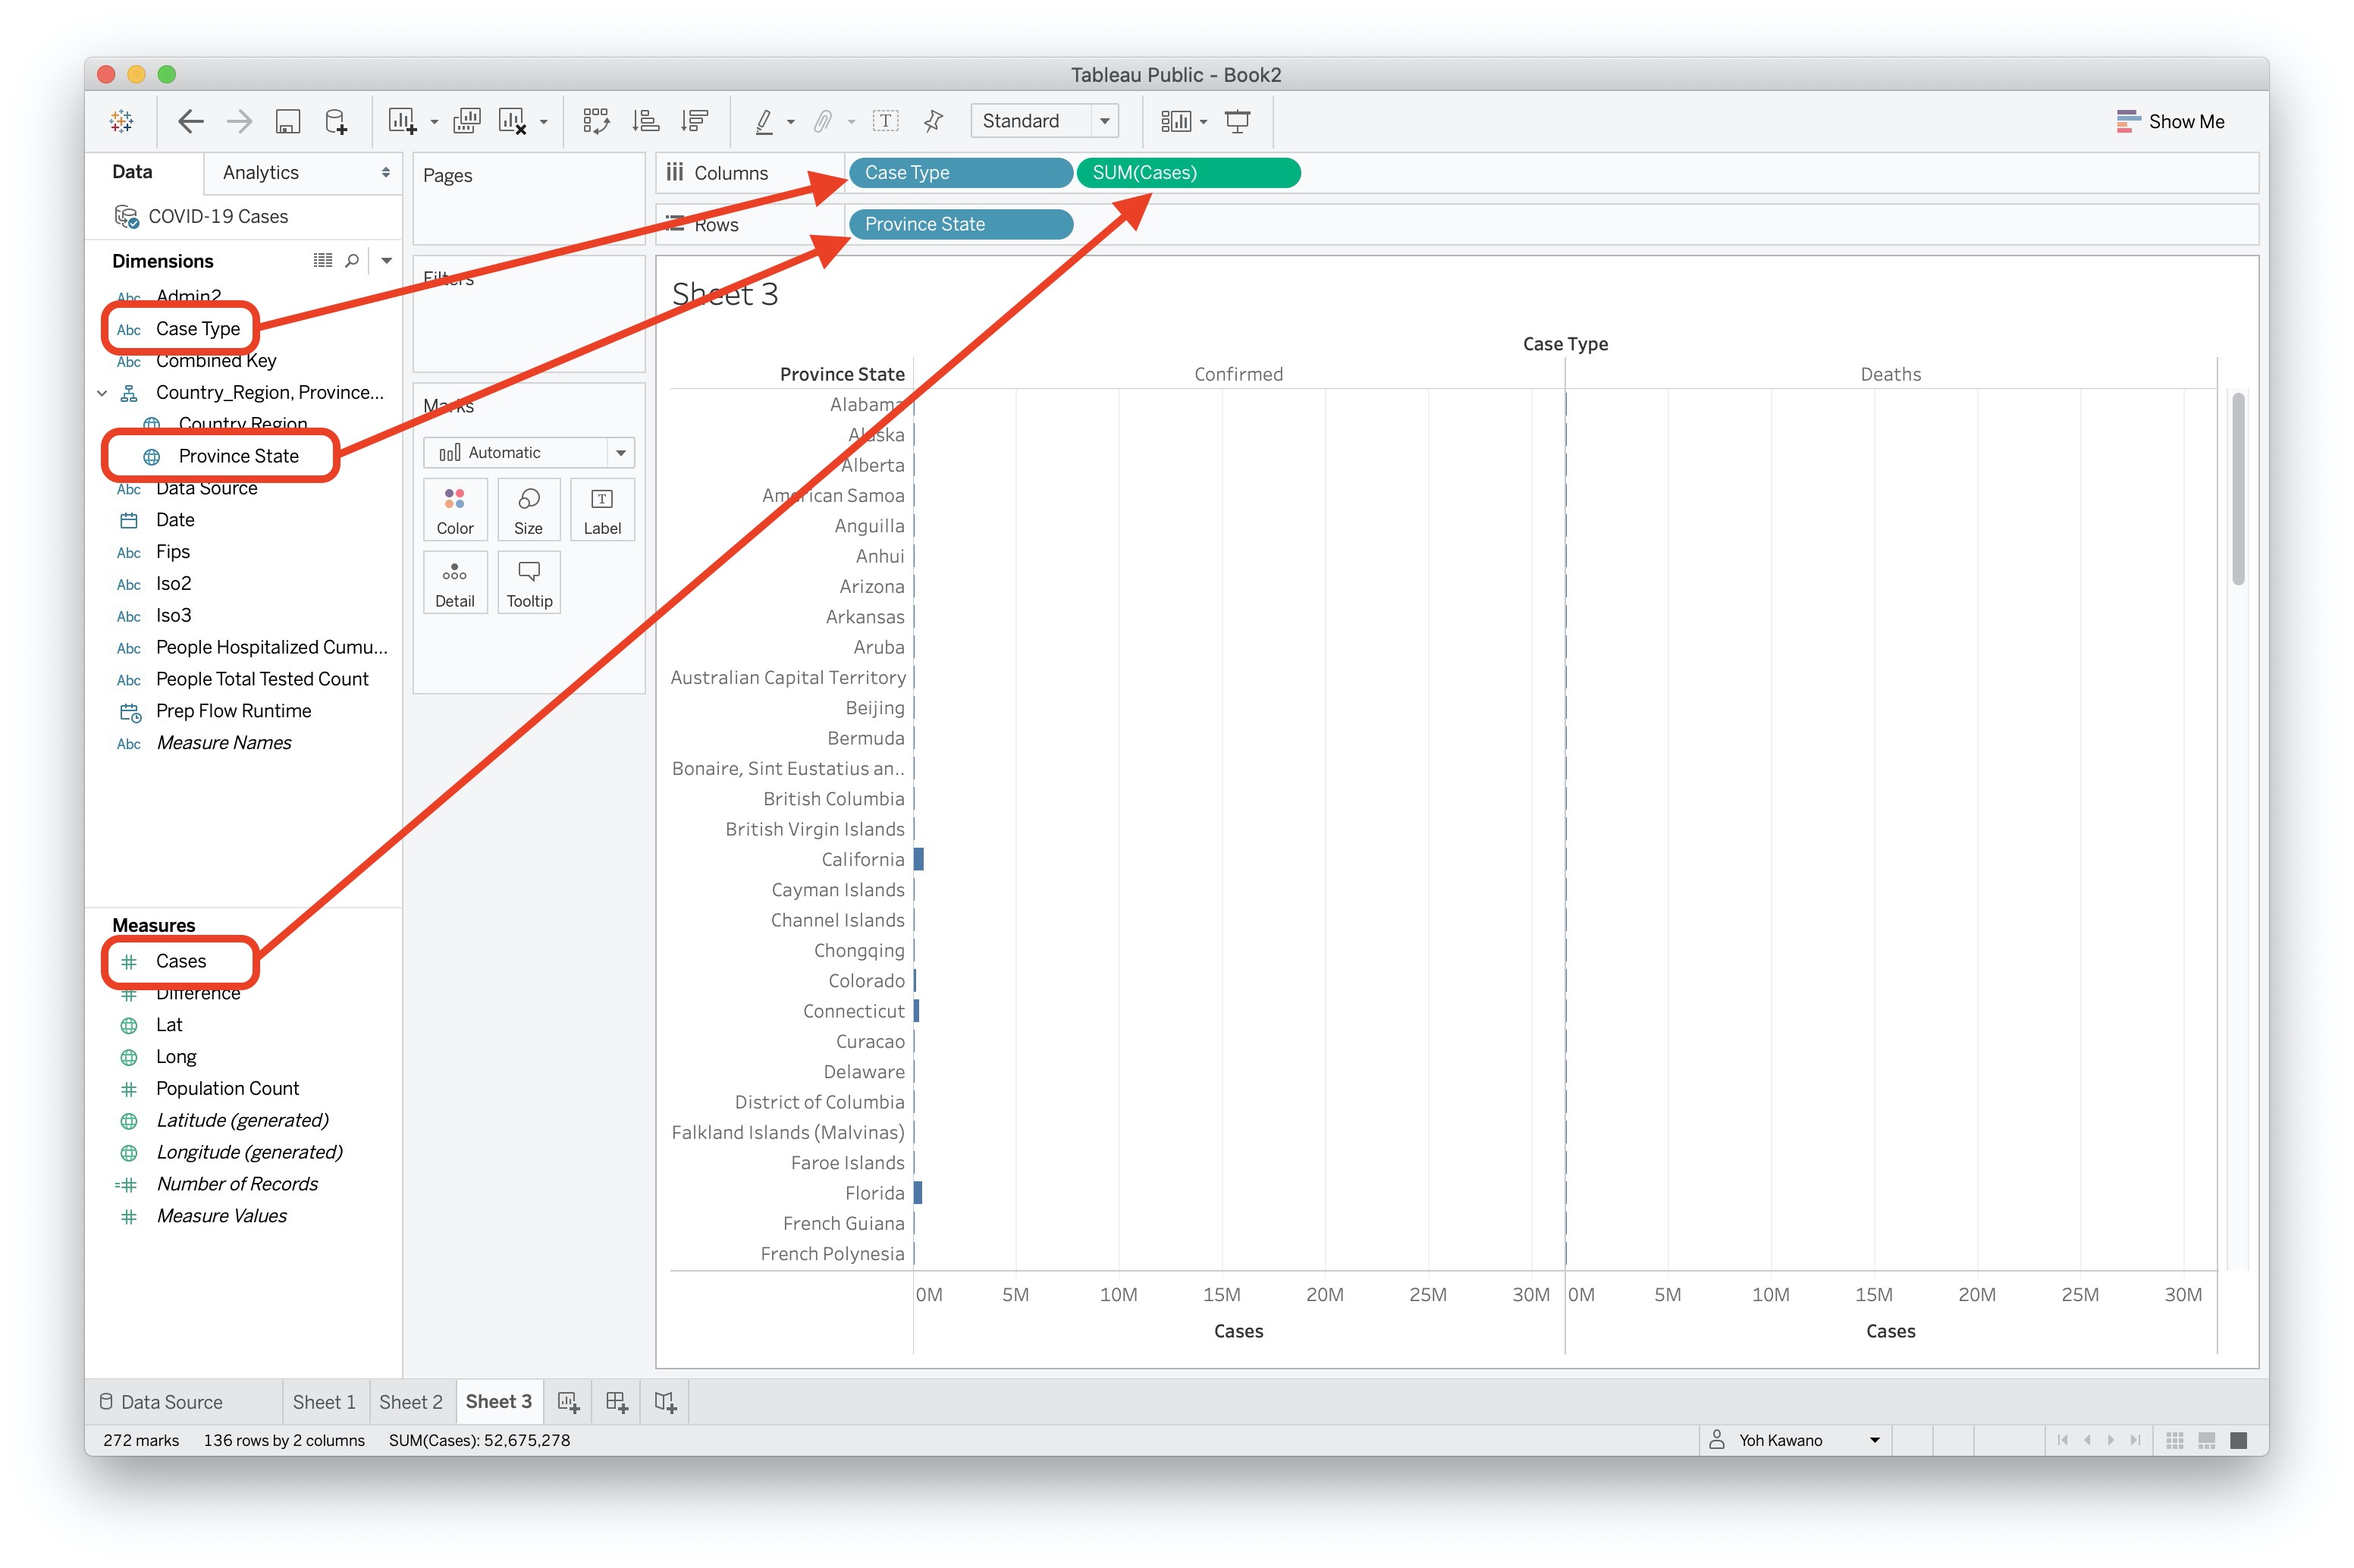 Tableau Public - Book2
Standard
Show Me
Data
Analytics
COVID-19 Cases
Dimensions
Abc Admin2
Abc Case Type
Abc Combined Key
Country_Region, Province...
Country Region
Province State
Abc Data Source
Date
Abc Fips
Abc Iso2
Abc Iso3
Abc People Hospitalized Cumu...
Abc People Total Tested Count
Prep Flow Runtime
Abc Measure Names
Measures
# Cases
# Difference
Lat
Long
# Population Count
Latitude (generated)
Longitude (generated)
=# Number of Records
# Measure Values
Pages
Filters
Marks
Automatic
Color
Size
Label
Detail
Tooltip
Columns
Case Type
SUM(Cases)
Rows
Province State
Sheet 3
Case Type
Province State
Confirmed
Deaths
Alabama
Alaska
Alberta
American Samoa
Anguilla
Anhui
Arizona
Arkansas
Aruba
Australian Capital Territory
Beijing
Bermuda
Bonaire, Sint Eustatius an..
British Columbia
British Virgin Islands
California
Cayman Islands
Channel Islands
Chongqing
Colorado
Connecticut
Curacao
Delaware
District of Columbia
Falkland Islands (Malvinas)
Faroe Islands
Florida
French Guiana
French Polynesia
0M 5M 10M 15M 20M 25M 30M 0M 5M 10M 15M 20M 25M 30M
Cases
Cases
Data Source
Sheet 1
Sheet 2
Sheet 3
272 marks 136 rows by 2 columns SUM(Cases): 52,675,278
Yoh Kawano